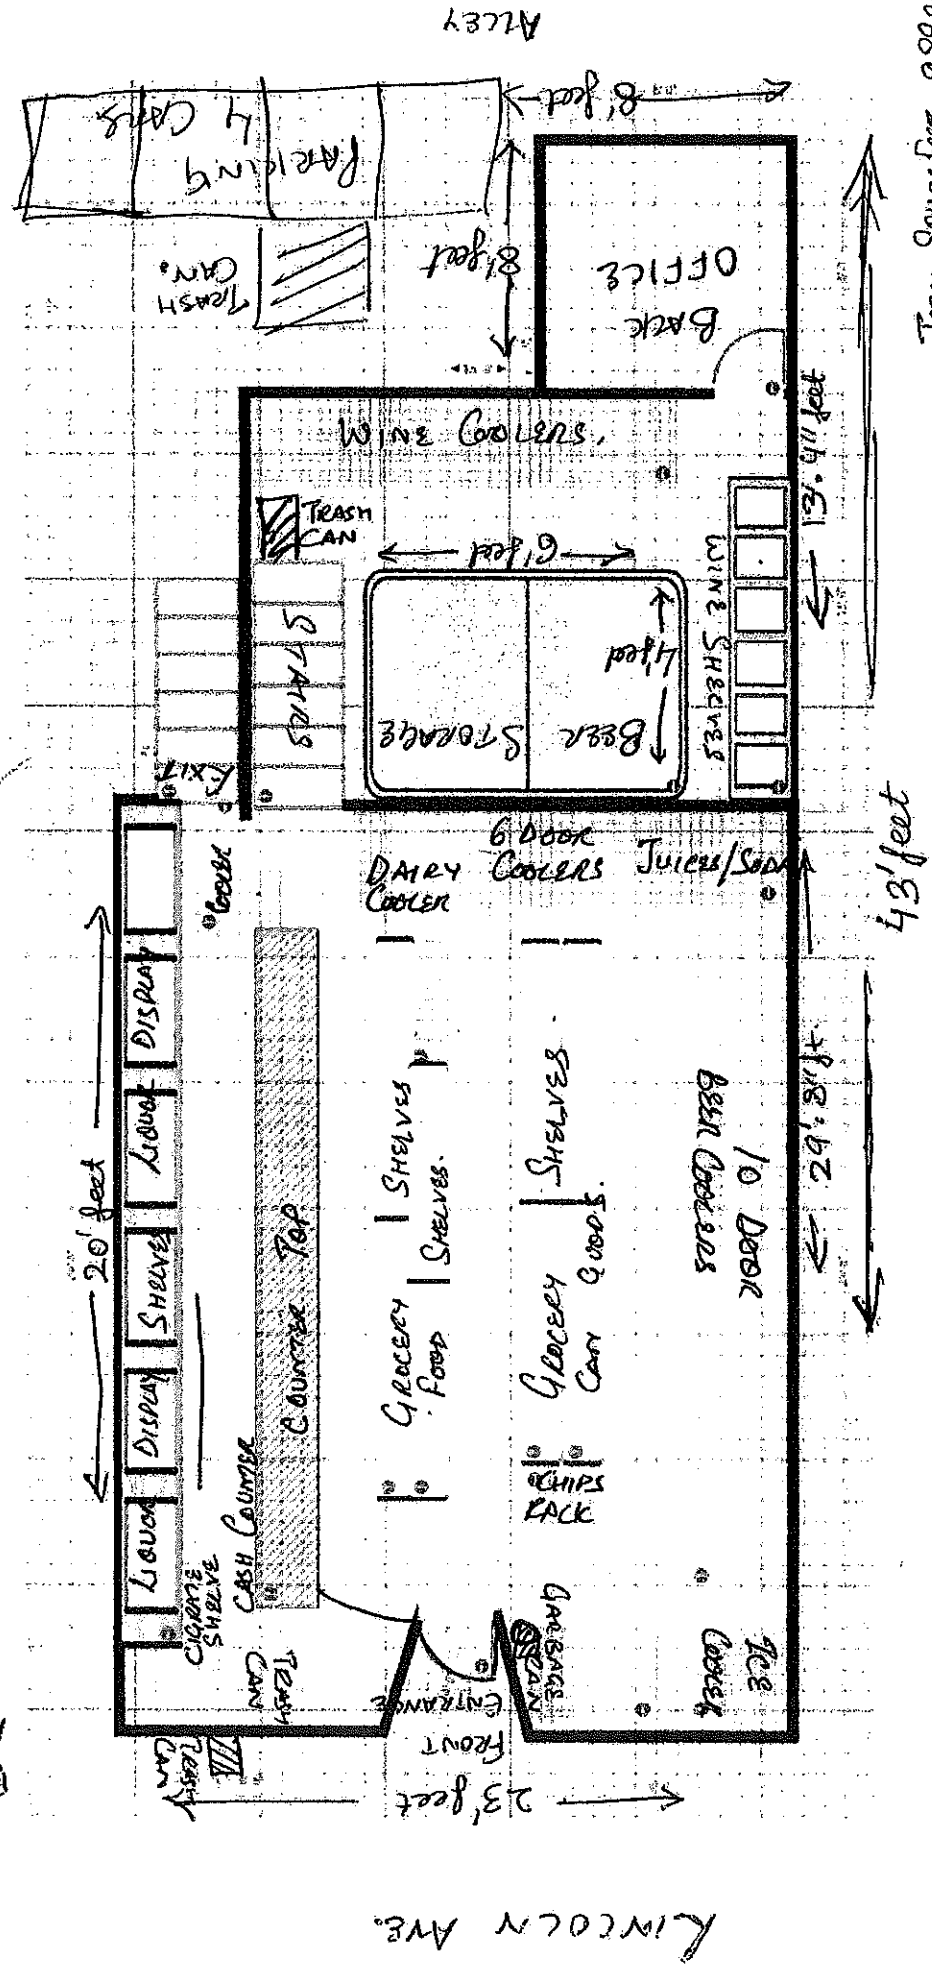 ALLEY
4 CARS
PARKING
TRASH
CAN.
8' feet
8' feet
BACK
OFFICE
WINE COOLERS.
TRASH
CAN
6' feet
4' feet
STAIRS
BEER
STORAGE
WINE SHELVES
13'.4" feet
EXIT
COOLER
DAIRY
COOLER
6 DOOR
COOLERS
JUICES/SODA
43' feet
20' feet
DISPLAY
LIQUOR
SHELVES
DISPLAY
LIQUOR
COUNTER TOP
GROCERY
FOOD
SHELVES
SHELVES.
GROCERY
CAN GOODS.
SHELVES
10 DOOR
BEER COOLERS
29'.8" ft.
CASH COUNTER
SHELVE
CHIPS
RACK
TRASH
CAN
GARBAGE
CAN
ICE
COOLER
FRONT
ENTRANCE
TRASH
CAN
23' feet
LINCOLN AVE.